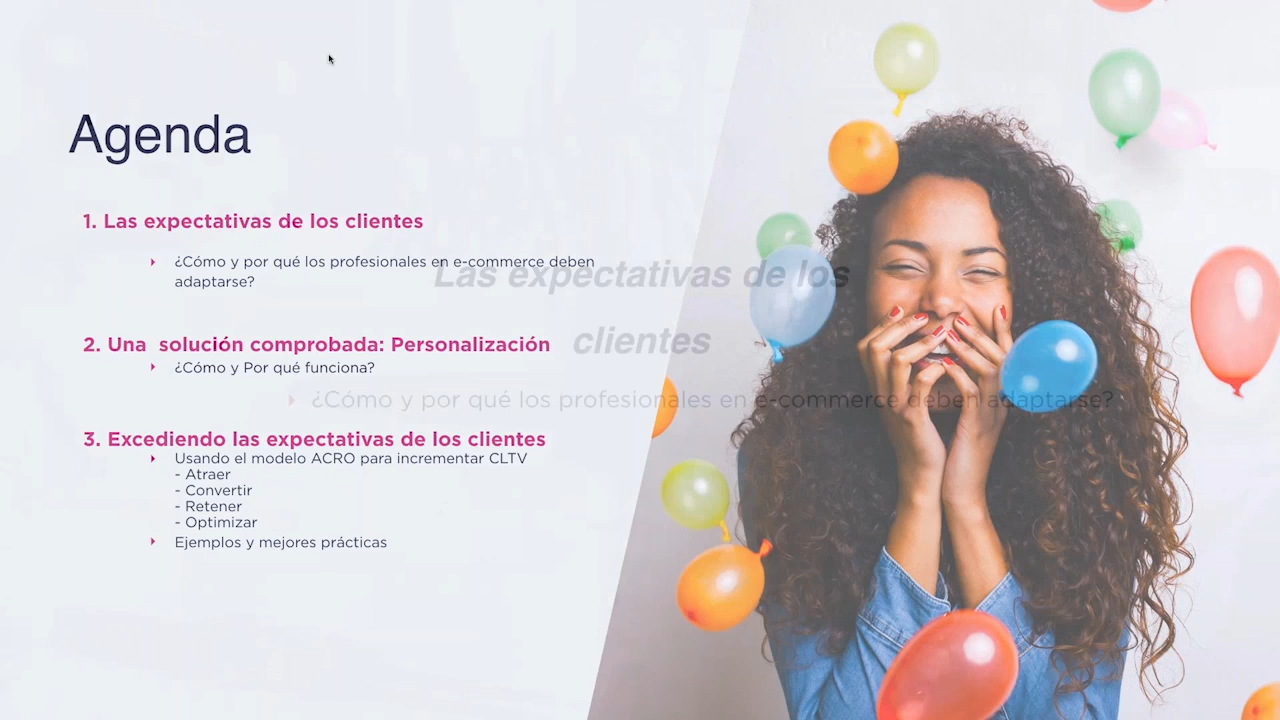 Agenda
1. Las expectativas de los clientes
¿Cómo y por qué los profesionales en e-commerce deben
adaptarse?
2. Una  solución comprobada: Personalización
¿Cómo y Por qué funciona?
3. Excediendo las expectativas de los clientes
Usando el modelo ACRO para incrementar CLTV
- Atraer
- Convertir
- Retener
- Optimizar
Ejemplos y mejores prácticas
Las expectativas de los
clientes
¿Cómo y por qué los profesionales en e-commerce deben adaptarse?